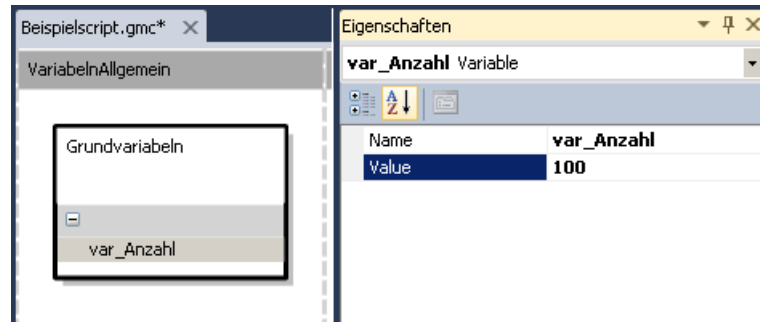 Beispielscript.gmc*
VariabelnAllgemein
Grundvariabeln
var_Anzahl
Eigenschaften
var_Anzahl Variable
Name var_Anzahl
Value 100